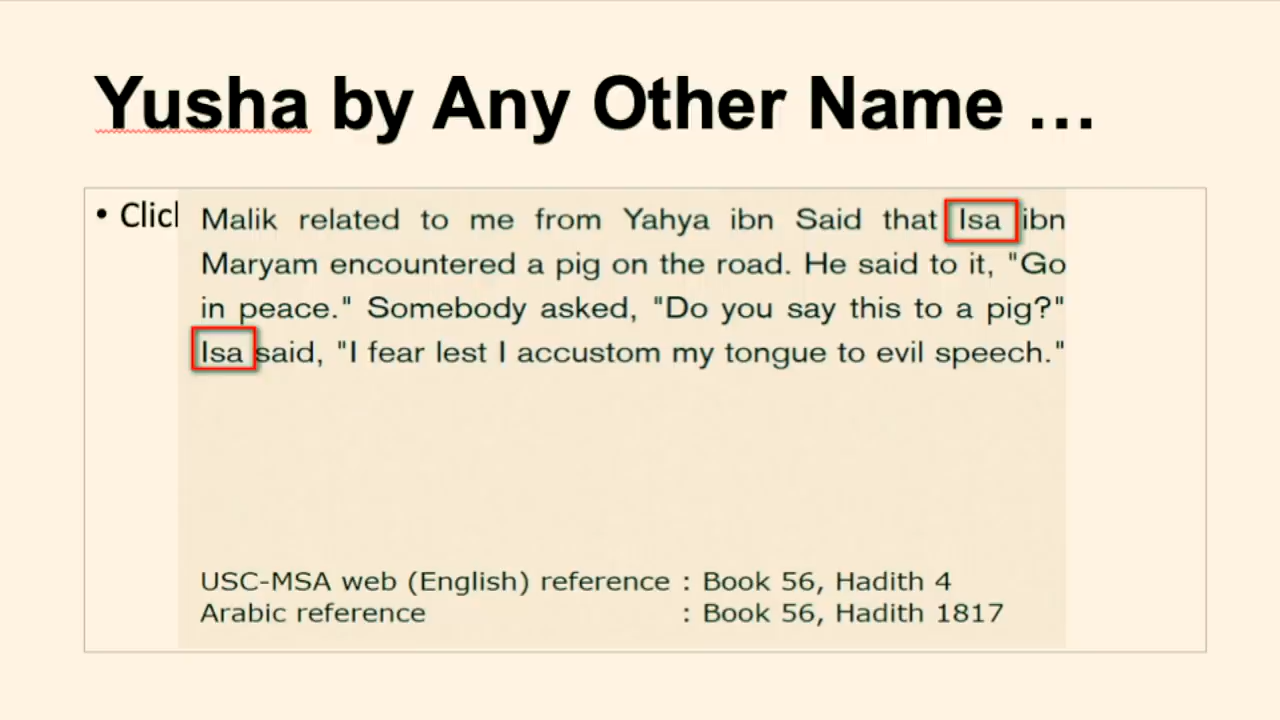 Yusha by Any Other Name …
• Malik related to me from Yahya ibn Said that Isa ibn
Maryam encountered a pig on the road. He said to it, "Go
in peace." Somebody asked, "Do you say this to a pig?"
Isa said, "I fear lest I accustom my tongue to evil speech."
USC-MSA web (English) reference : Book 56, Hadith 4
Arabic reference : Book 56, Hadith 1817